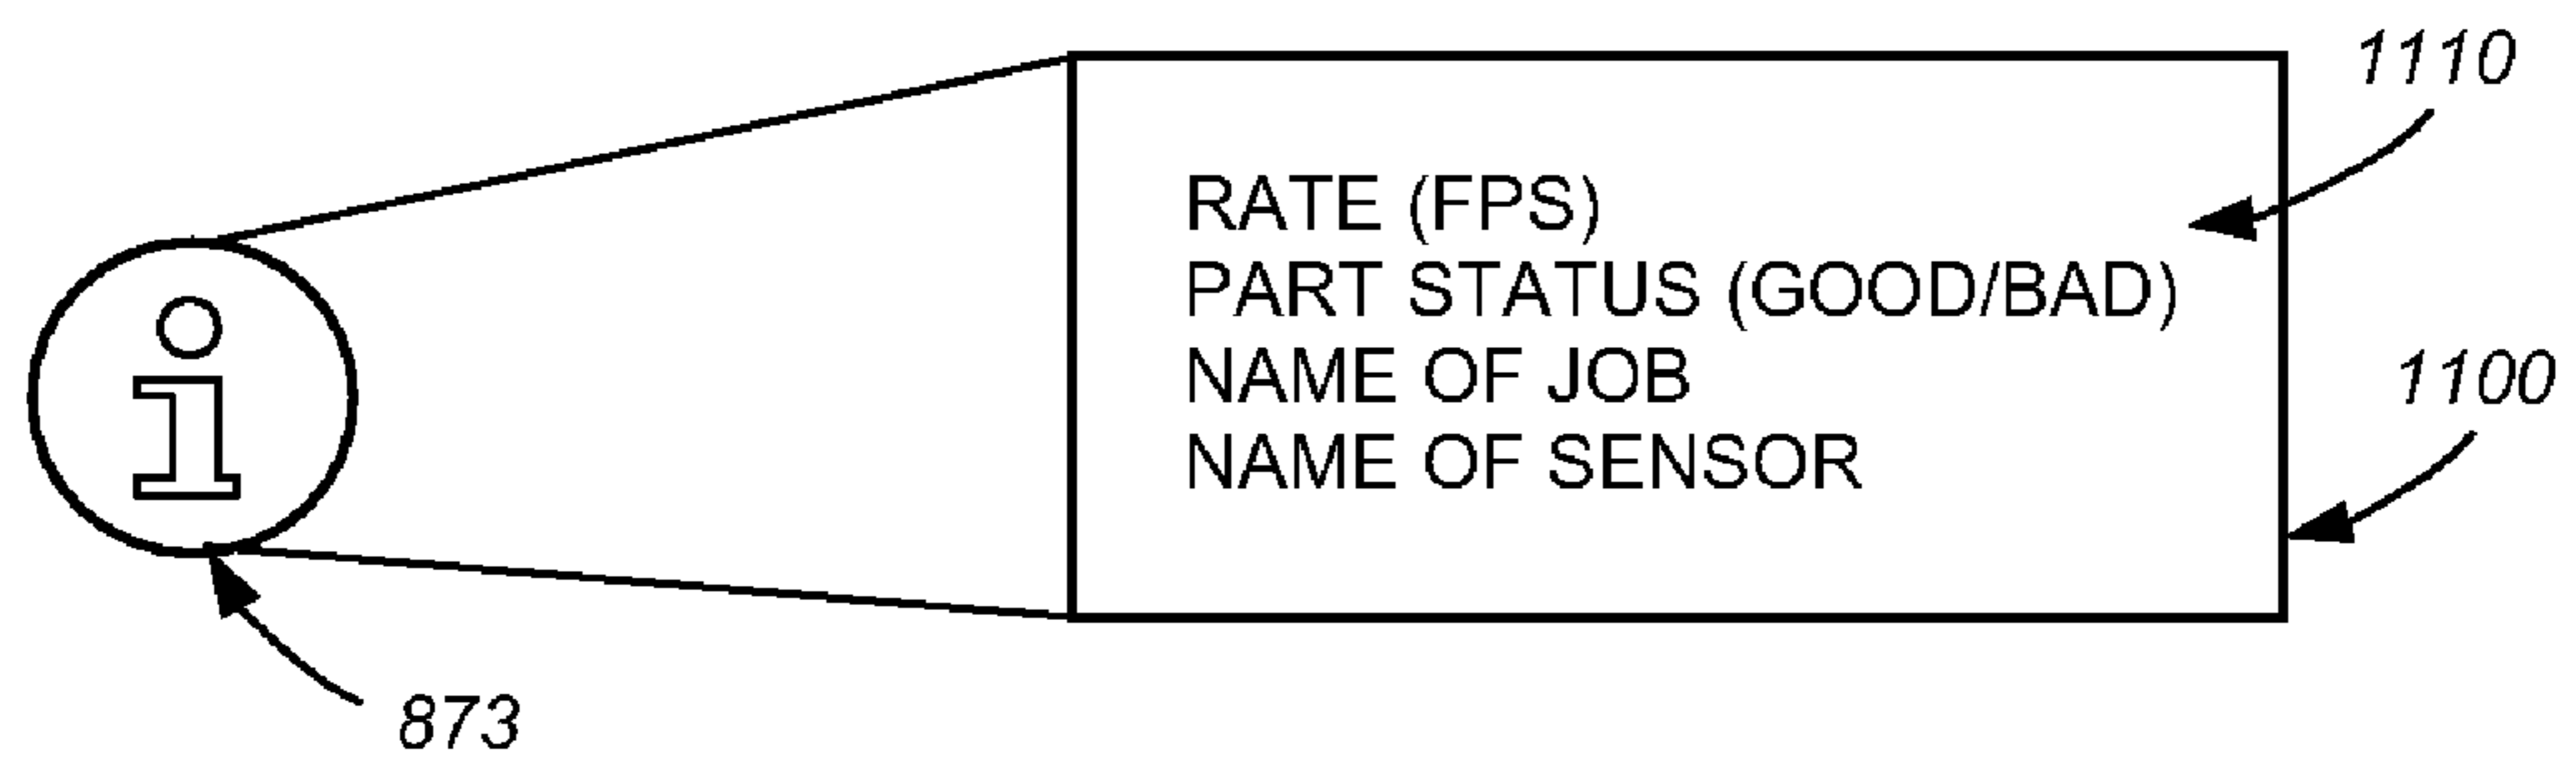 1110
RATE (FPS)
PART STATUS (GOOD/BAD)
NAME OF JOB
NAME OF SENSOR
1100
i
873